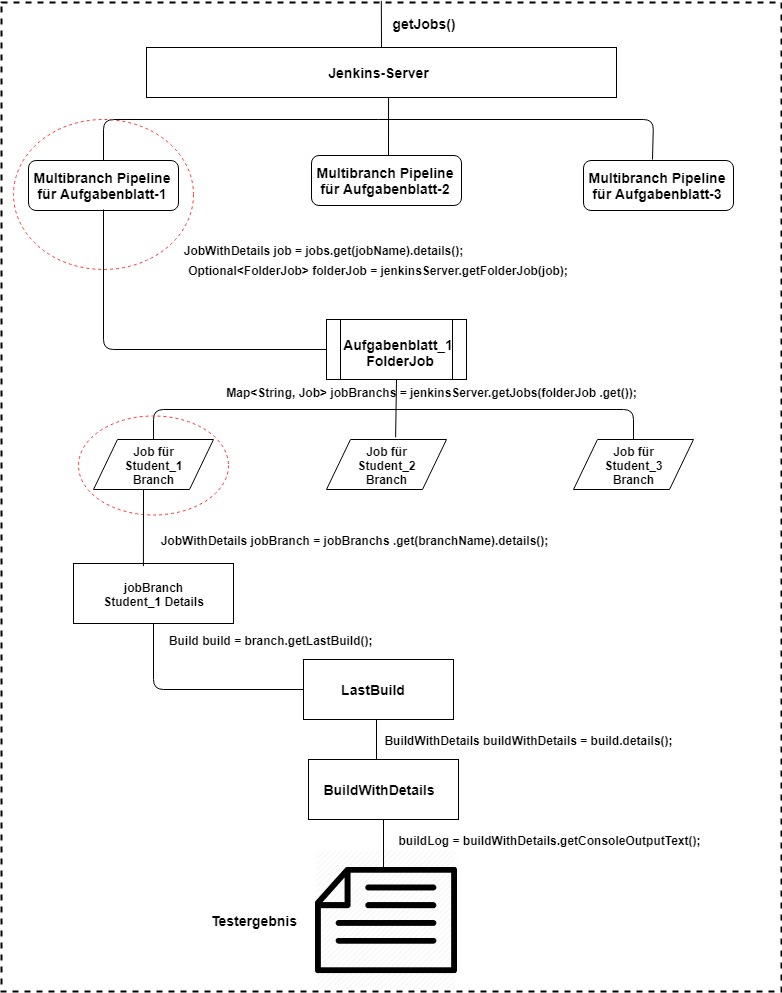 getJobs()
Jenkins-Server
Multibranch Pipeline
für Aufgabenblatt-1
Multibranch Pipeline
für Aufgabenblatt-2
Multibranch Pipeline
für Aufgabenblatt-3
JobWithDetails job = jobs.get(jobName).details();
Optional<FolderJob> folderJob = jenkinsServer.getFolderJob(job);
Aufgabenblatt_1
FolderJob
Map<String, Job> jobBranchs = jenkinsServer.getJobs(folderJob .get());
Job für
Student_1
Branch
Job für
Student_2
Branch
Job für
Student_3
Branch
JobWithDetails jobBranch = jobBranchs .get(branchName).details();
jobBranch
Student_1 Details
Build build = branch.getLastBuild();
LastBuild
BuildWithDetails buildWithDetails = build.details();
BuildWithDetails
buildLog = buildWithDetails.getConsoleOutputText();
Testergebnis